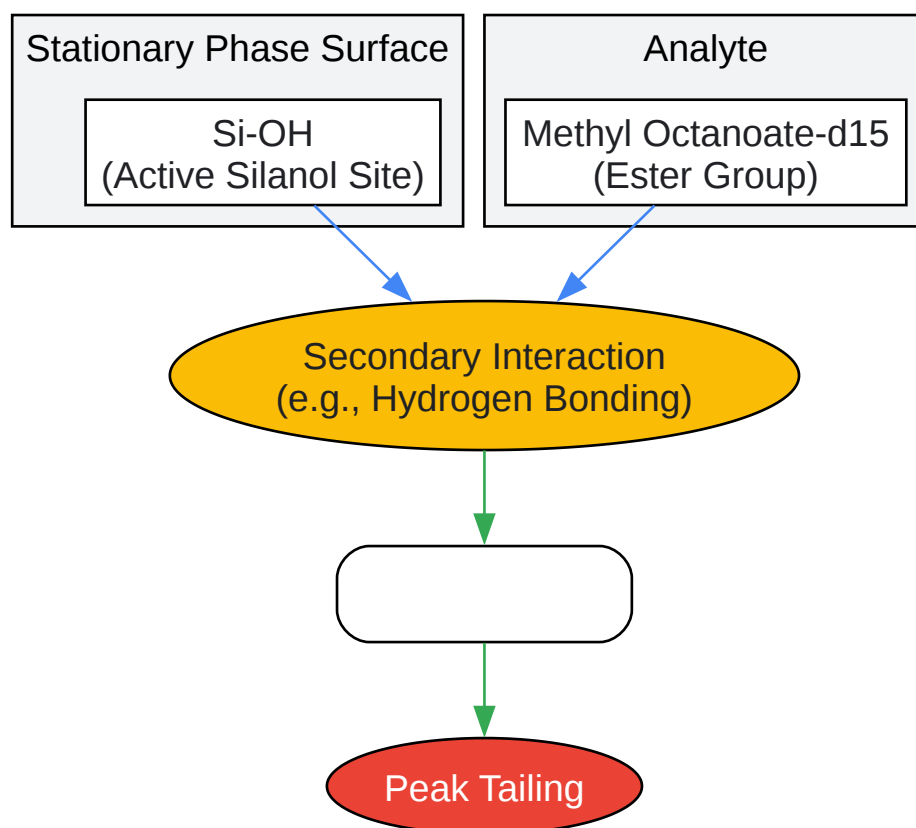 Stationary Phase Surface
Analyte
Si-OH
(Active Silanol Site)
Methyl Octanoate-d15
(Ester Group)
Secondary Interaction
(e.g., Hydrogen Bonding)
Peak Tailing